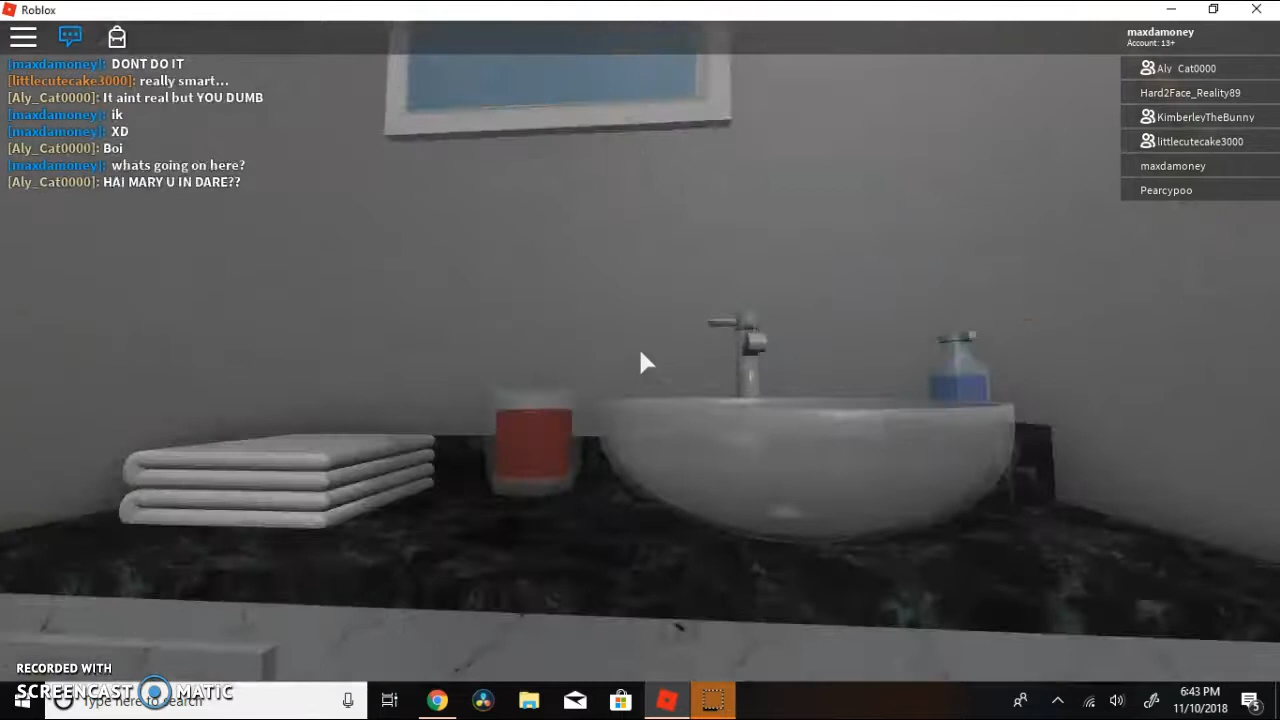 Roblox
maxdamoney
Account: 13+
[maxdamoney]: DONT DO IT
[littlecutecake3000]: really smart...
[Aly_Cat0000]: It aint real but YOU DUMB
[maxdamoney]: ik
[maxdamoney]: XD
[Aly_Cat0000]: Boi
[maxdamoney]: whats going on here?
[Aly_Cat0000]: HAI MARY U IN DARE??
Aly_Cat0000
Hard2Face_Reality89
KimberleyTheBunny
littlecutecake3000
maxdamoney
Pearcypoo
RECORDED WITH
SCREENCAST MATIC
Type here to search
6:43 PM
11/10/2018
5